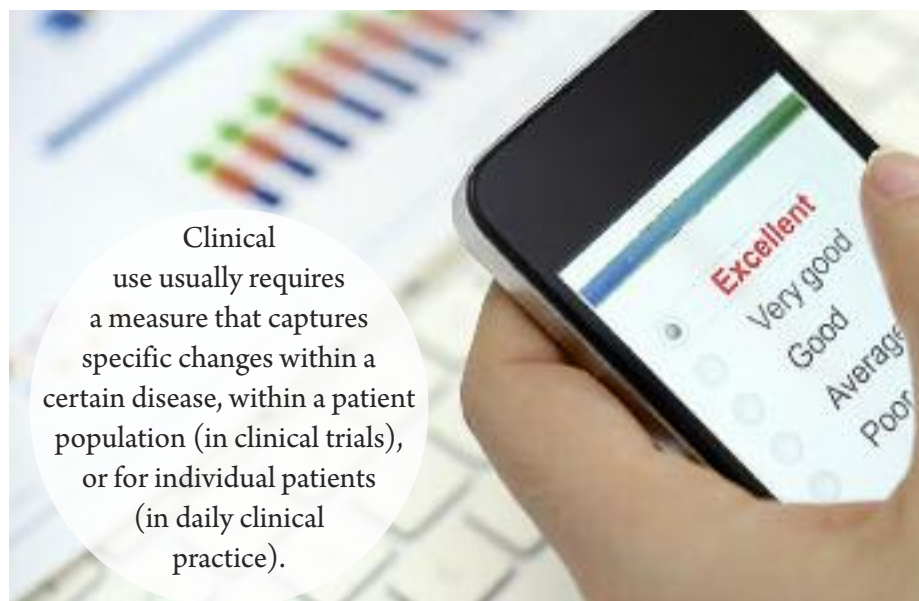 Clinical
use usually requires
a measure that captures
specific changes within a
certain disease, within a patient
population (in clinical trials),
or for individual patients
(in daily clinical
practice).
Excellent
Very good
Good
Average
Poor